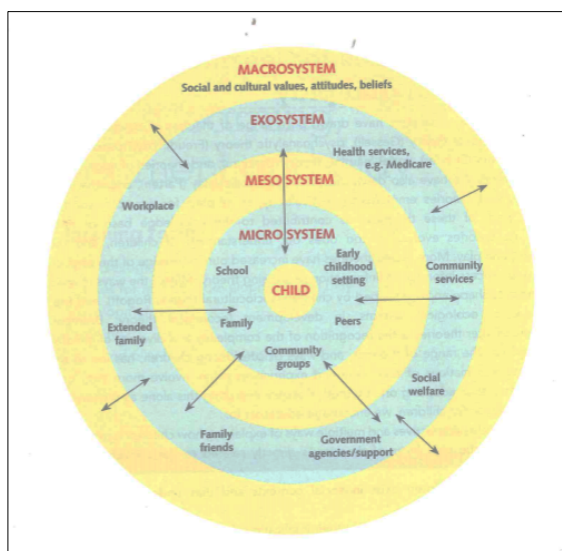 MACROSYSTEM
Social and cultural values, attitudes, beliefs
EXOSYSTEM
Health services,
e.g. Medicare
MESO SYSTEM
Workplace
MICRO SYSTEM
School
Early
childhood
setting
Community
services
CHILD
Extended
family
Family
Peers
Community
groups
Social
welfare
Family
friends
Government
agencies/support